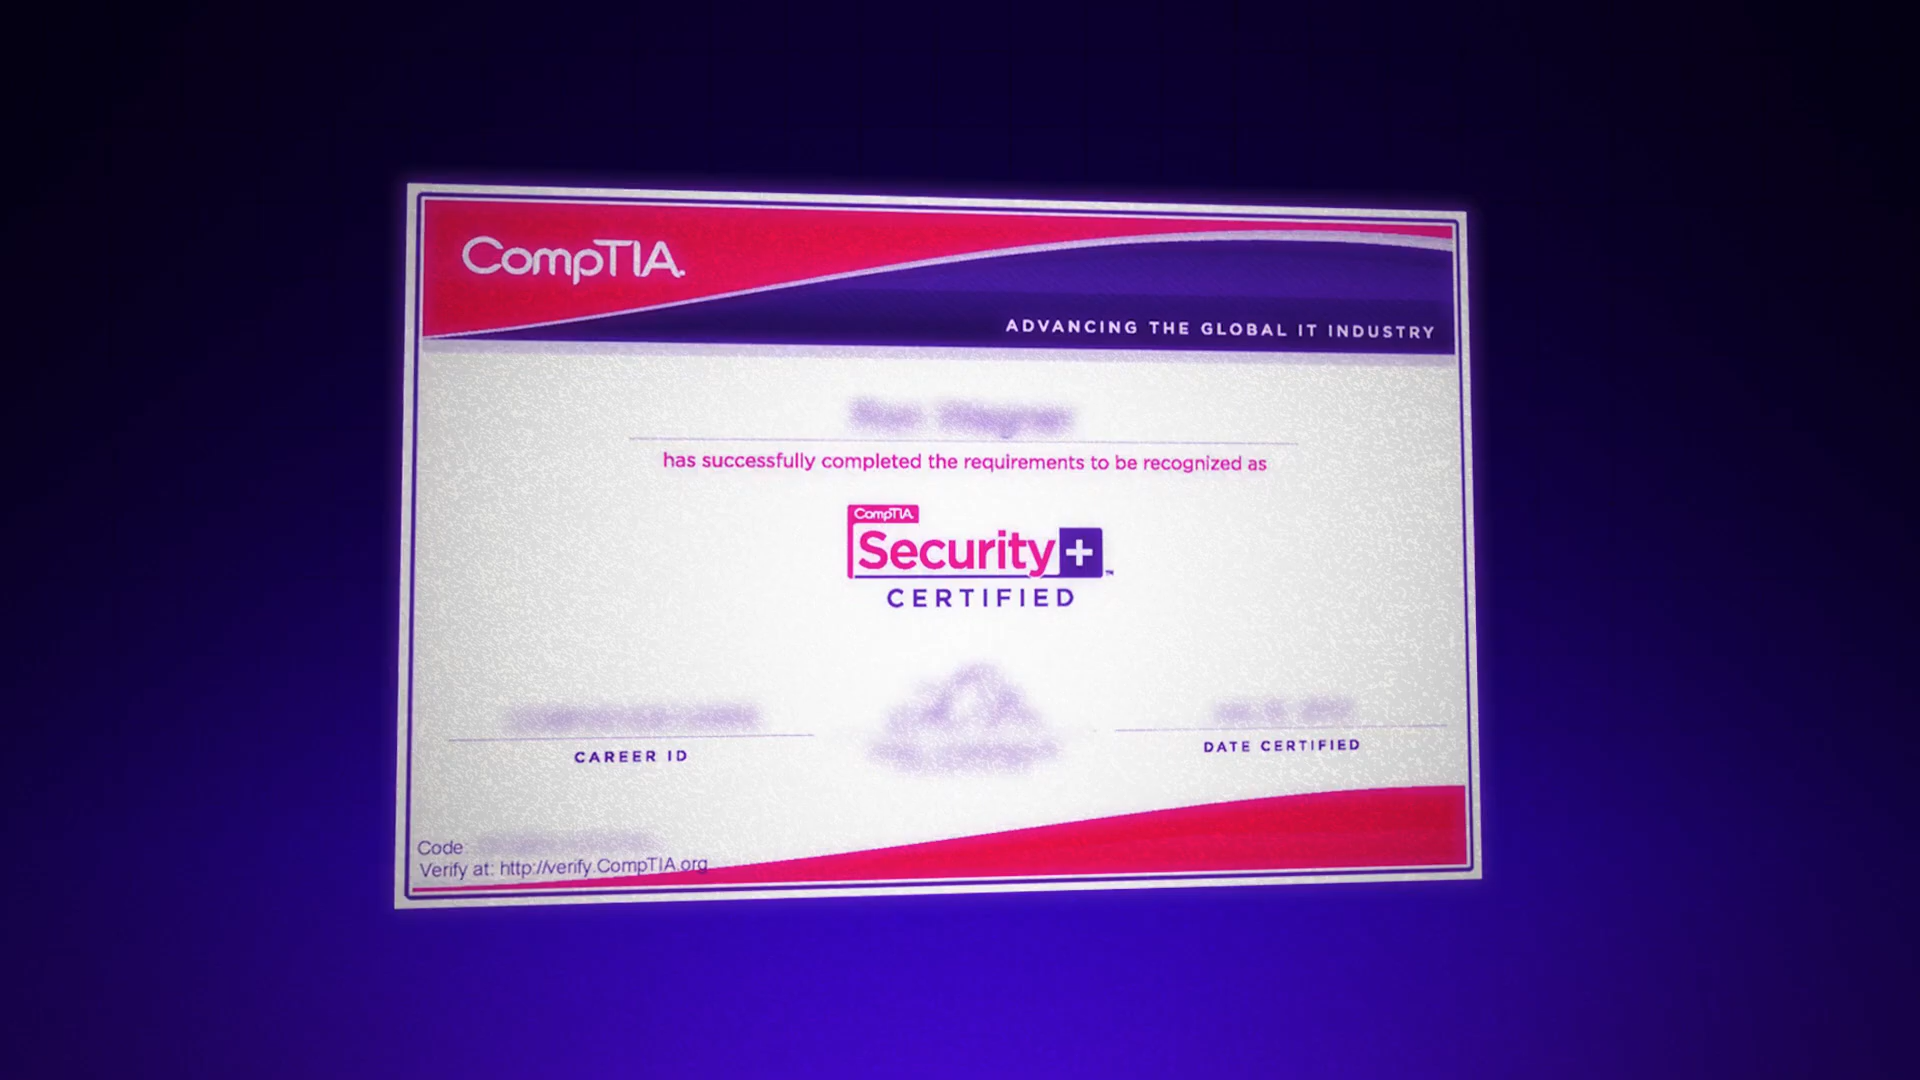 CompTIA.
ADVANCING THE GLOBAL IT INDUSTRY
has successfully completed the requirements to be recognized as
CompTIA
Security+™
CERTIFIED
CAREER ID
DATE CERTIFIED
Code
Verify at: http://verify.CompTIA.org